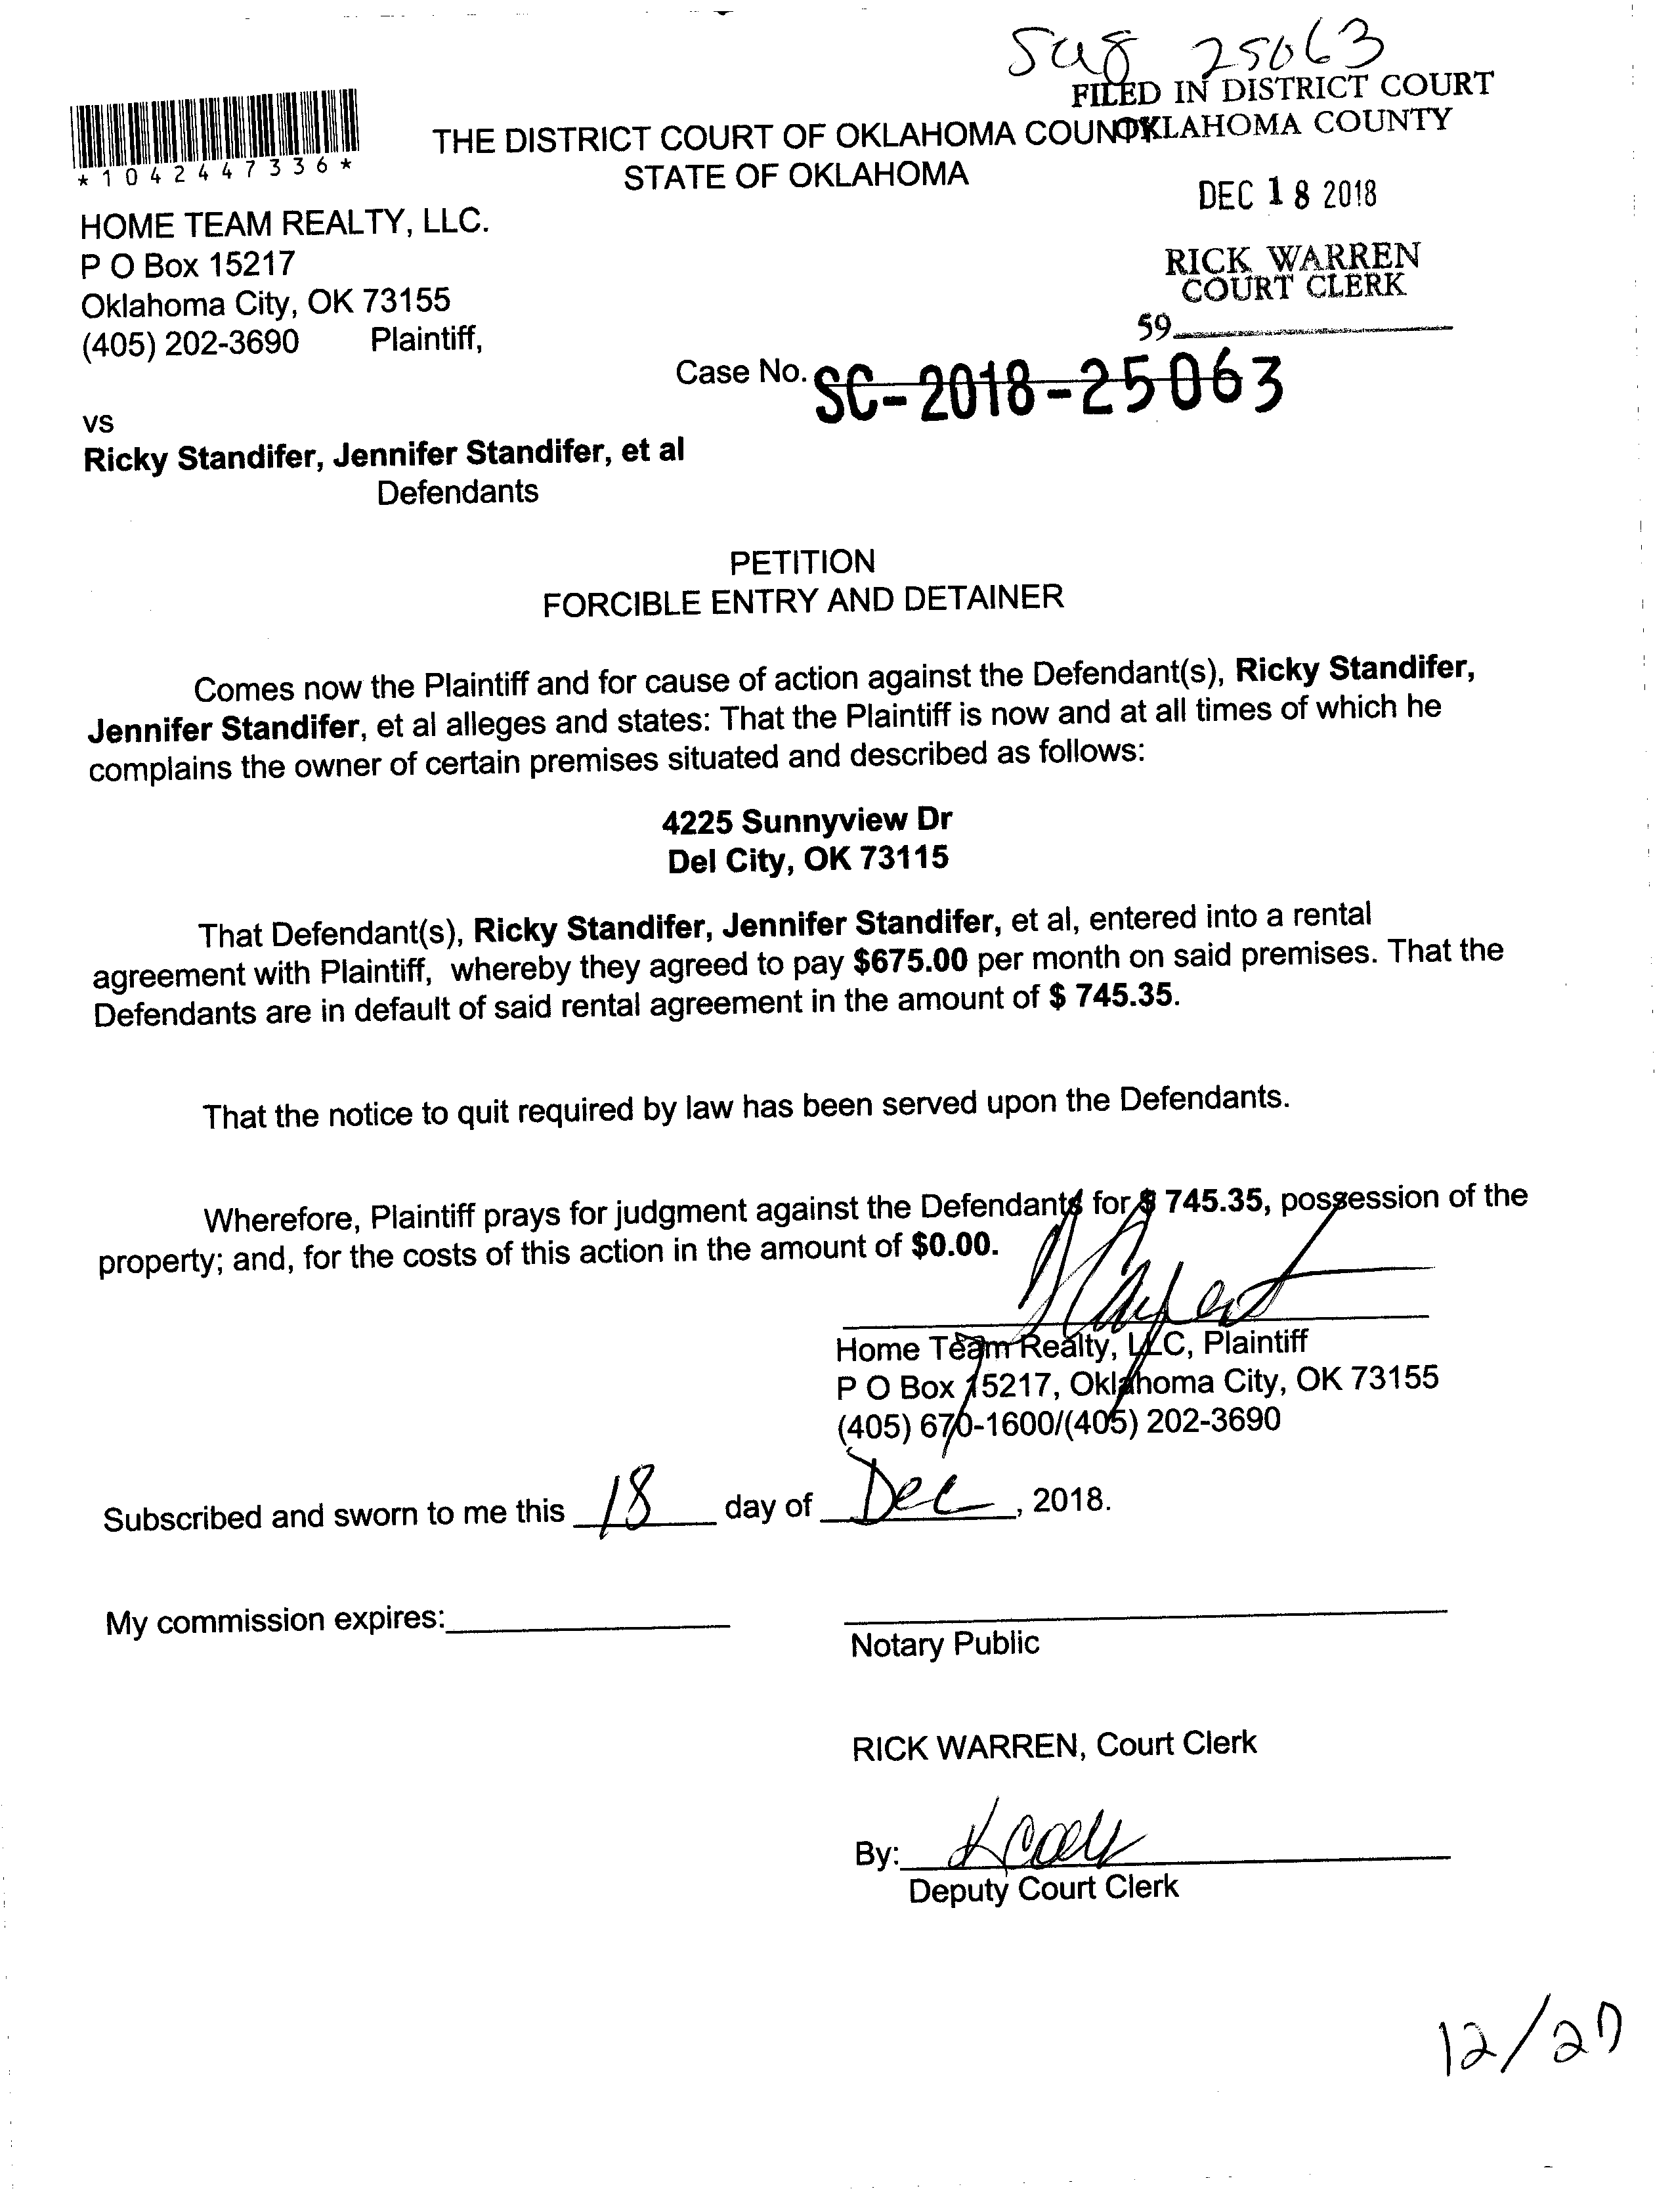 25063
FILED IN DISTRICT COURT
OKLAHOMA COUNTY
*1042447336*
THE DISTRICT COURT OF OKLAHOMA COUNTY
STATE OF OKLAHOMA
DEC 18 2018
HOME TEAM REALTY, LLC.
P O Box 15217
Oklahoma City, OK 73155
(405) 202-3690 Plaintiff,
RICK WARREN
COURT CLERK
59
Case No. SC-2018-25063
vs
Ricky Standifer, Jennifer Standifer, et al
Defendants
PETITION
FORCIBLE ENTRY AND DETAINER
Comes now the Plaintiff and for cause of action against the Defendant(s), Ricky Standifer,
Jennifer Standifer, et al alleges and states: That the Plaintiff is now and at all times of which he
complains the owner of certain premises situated and described as follows:
4225 Sunnyview Dr
Del City, OK 73115
That Defendant(s), Ricky Standifer, Jennifer Standifer, et al, entered into a rental
agreement with Plaintiff, whereby they agreed to pay $675.00 per month on said premises. That the
Defendants are in default of said rental agreement in the amount of $ 745.35.
That the notice to quit required by law has been served upon the Defendants.
Wherefore, Plaintiff prays for judgment against the Defendants for $ 745.35, possession of the
property; and, for the costs of this action in the amount of $0.00.
Home Team Realty, LLC, Plaintiff
P O Box 15217, Oklahoma City, OK 73155
(405) 670-1600/(405) 202-3690
Subscribed and sworn to me this 18 day of Dec, 2018.
My commission expires:
Notary Public
RICK WARREN, Court Clerk
By:
Deputy Court Clerk
12/27